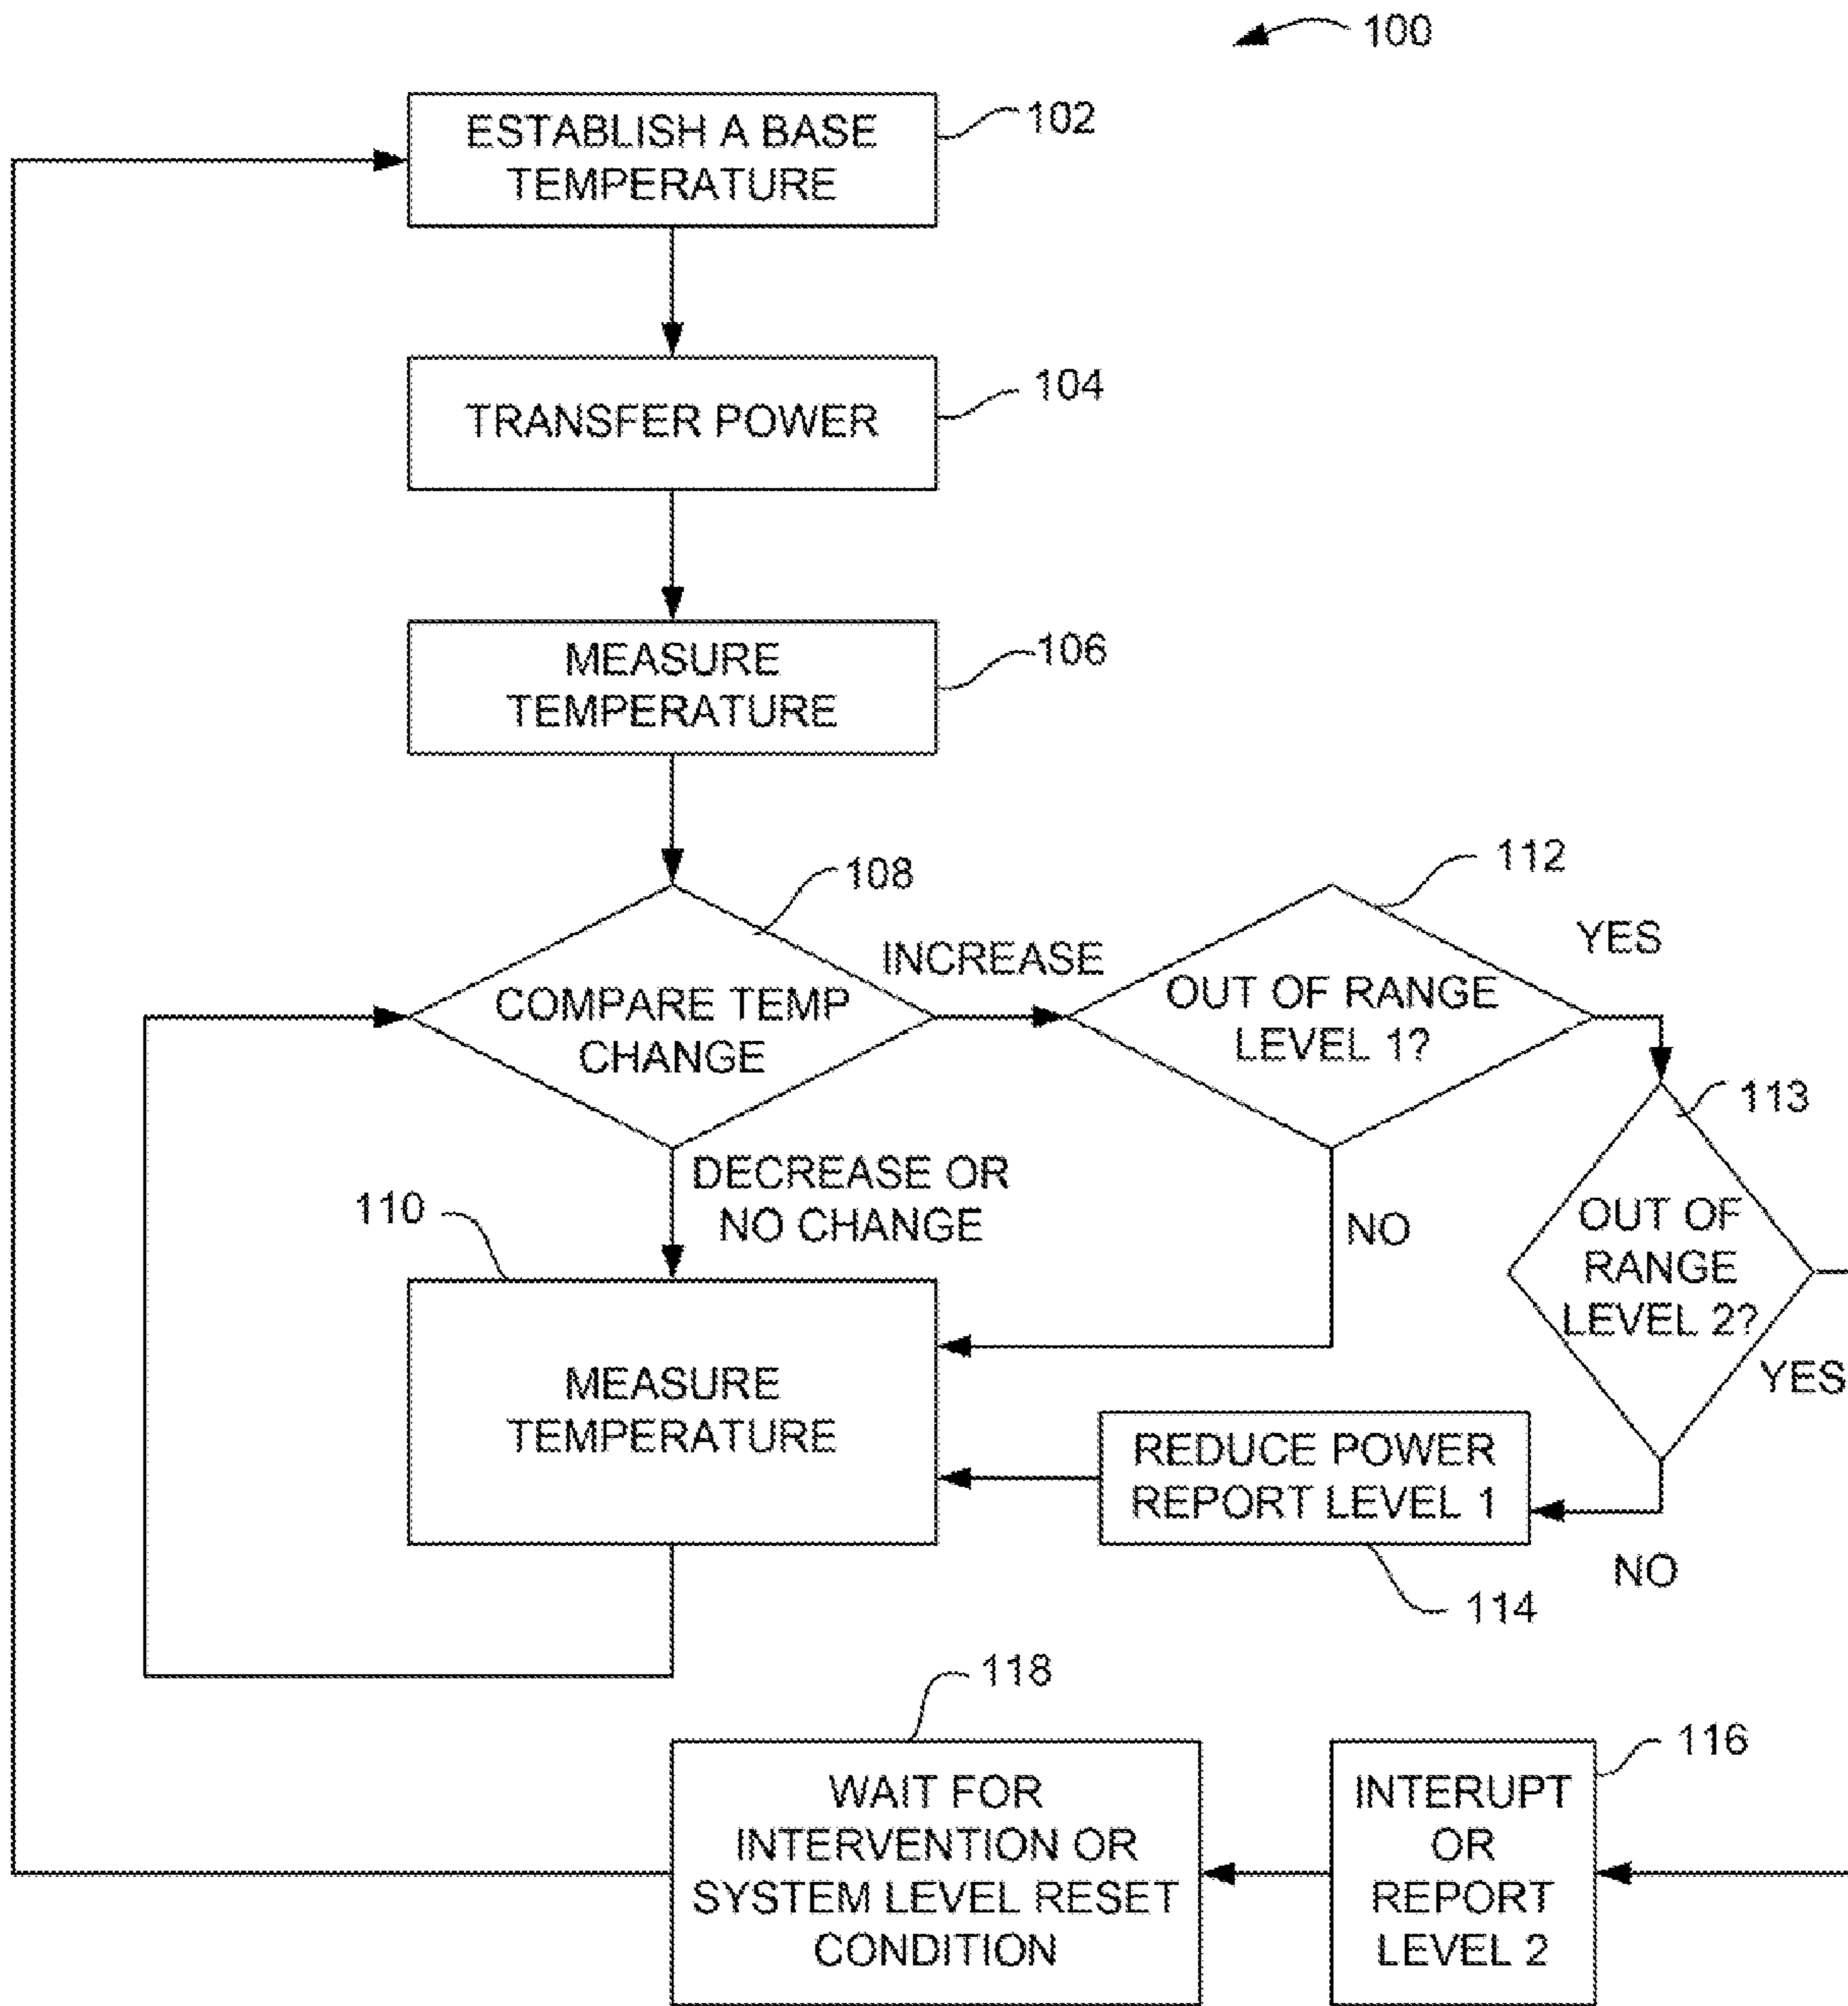 100
ESTABLISH A BASE
TEMPERATURE
102
TRANSFER POWER
104
MEASURE
TEMPERATURE
106
COMPARE TEMP
CHANGE
108
INCREASE
OUT OF RANGE
LEVEL 1?
112
YES
113
DECREASE OR
NO CHANGE
NO
OUT OF
RANGE
LEVEL 2?
YES
110
MEASURE
TEMPERATURE
REDUCE POWER
REPORT LEVEL 1
NO
114
118
WAIT FOR
INTERVENTION OR
SYSTEM LEVEL RESET
CONDITION
116
INTERUPT
OR
REPORT
LEVEL 2